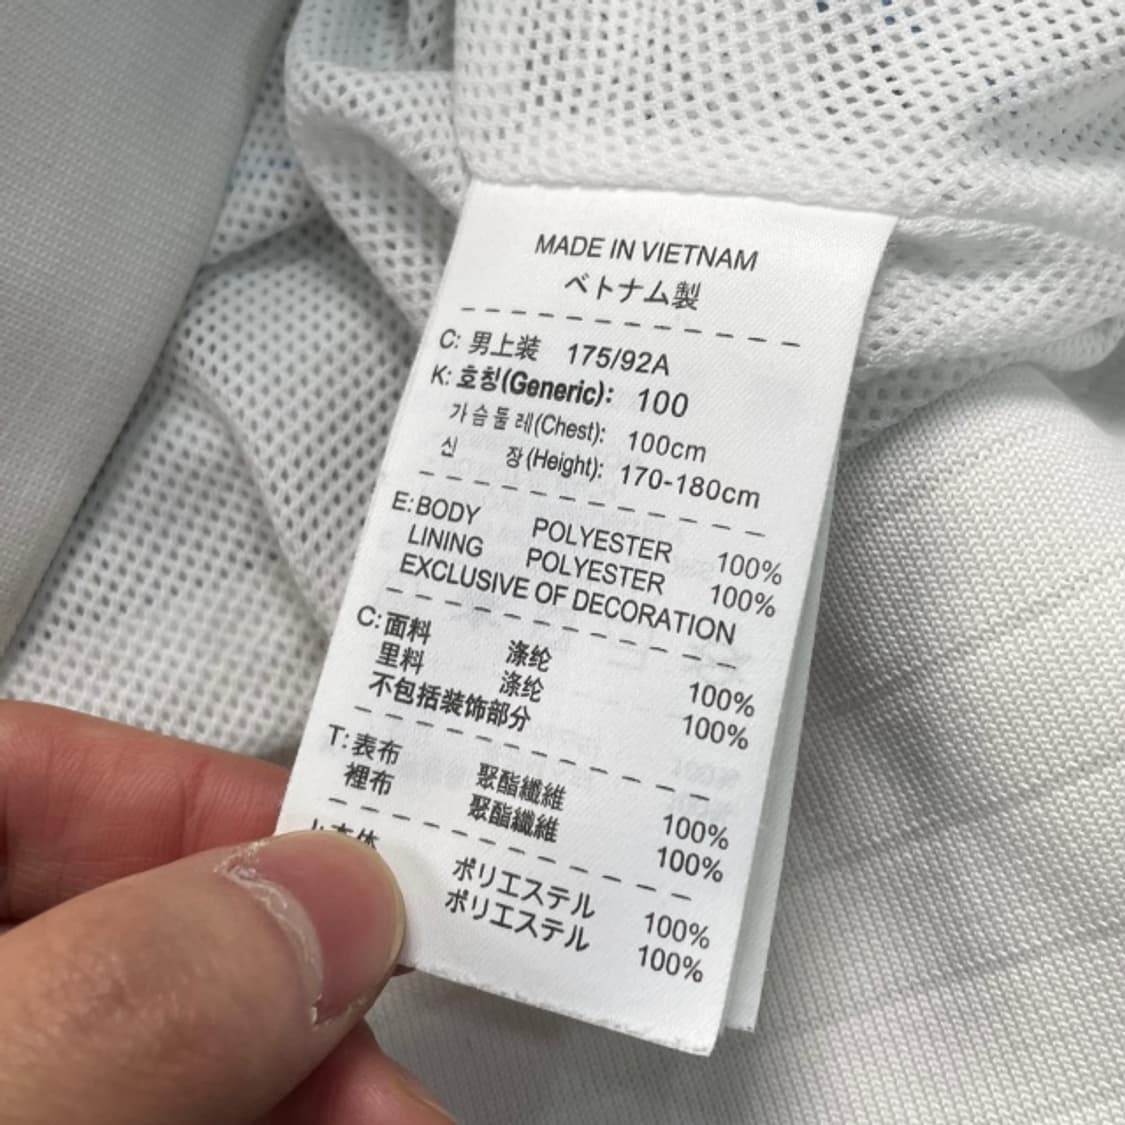 MADE IN VIETNAM
ベトナム製
C: 男上装 175/92A
K: 호칭(Generic): 100
가슴둘레(Chest): 100cm
신 장(Height): 170-180cm
E: BODY POLYESTER 100%
LINING POLYESTER 100%
EXCLUSIVE OF DECORATION
C: 面料 涤纶 100%
里料 涤纶 100%
不包括装饰部分
T: 表布 聚酯纖維 100%
裡布 聚酯纖維 100%
本体 ポリエステル 100%
ポリエステル 100%